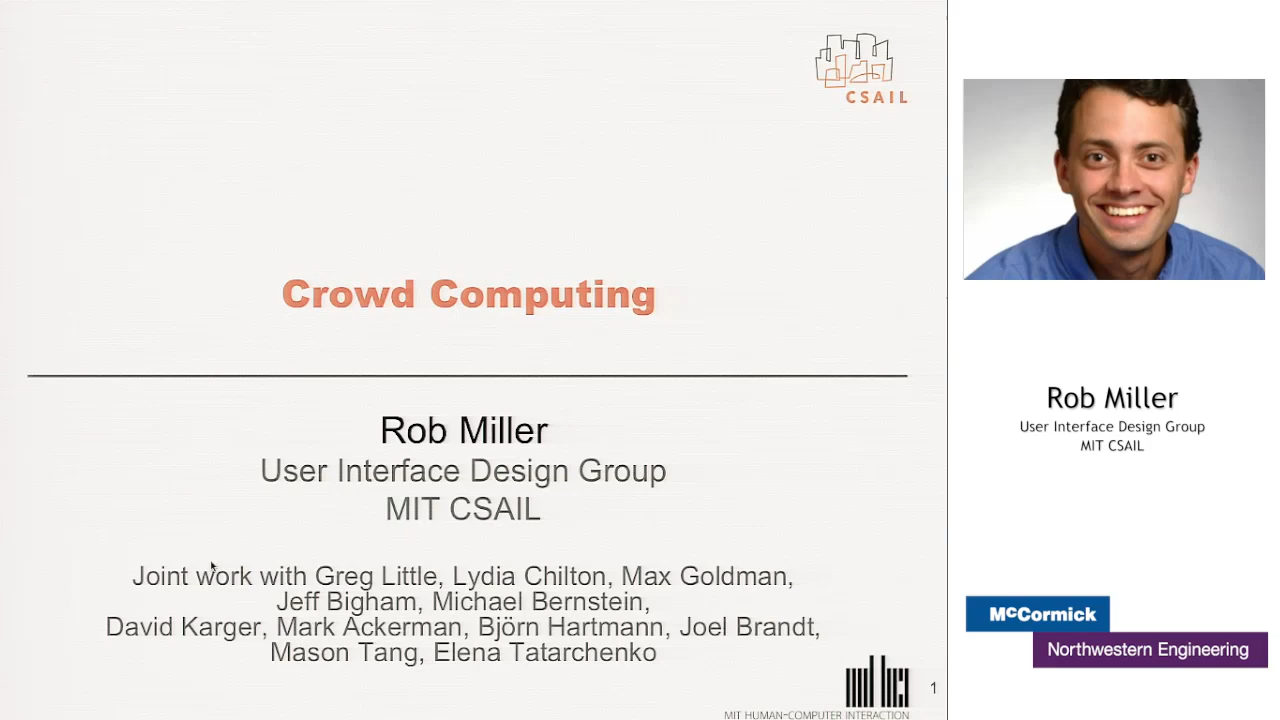 CSAIL
Crowd Computing
Rob Miller
User Interface Design Group
MIT CSAIL
Joint work with Greg Little, Lydia Chilton, Max Goldman,
Jeff Bigham, Michael Bernstein,
David Karger, Mark Ackerman, Björn Hartmann, Joel Brandt,
Mason Tang, Elena Tatarchenko
MIT HUMAN-COMPUTER INTERACTION
1
Rob Miller
User Interface Design Group
MIT CSAIL
McCormick
Northwestern Engineering